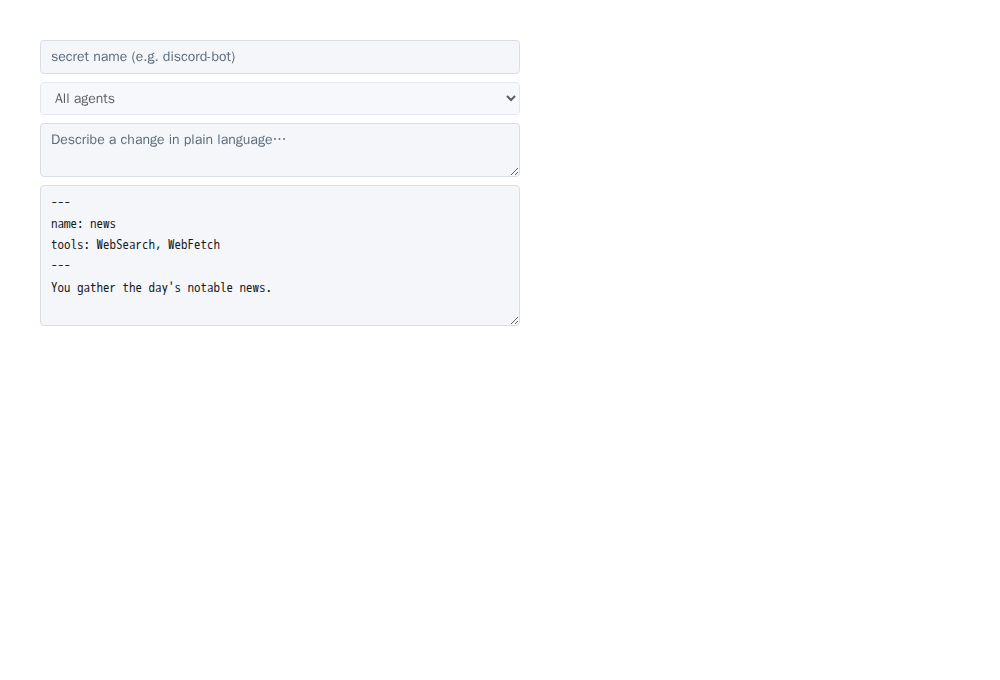 secret name (e.g. discord-bot)
All agents
Describe a change in plain language…
---
name: news
tools: WebSearch, WebFetch
---
You gather the day's notable news.